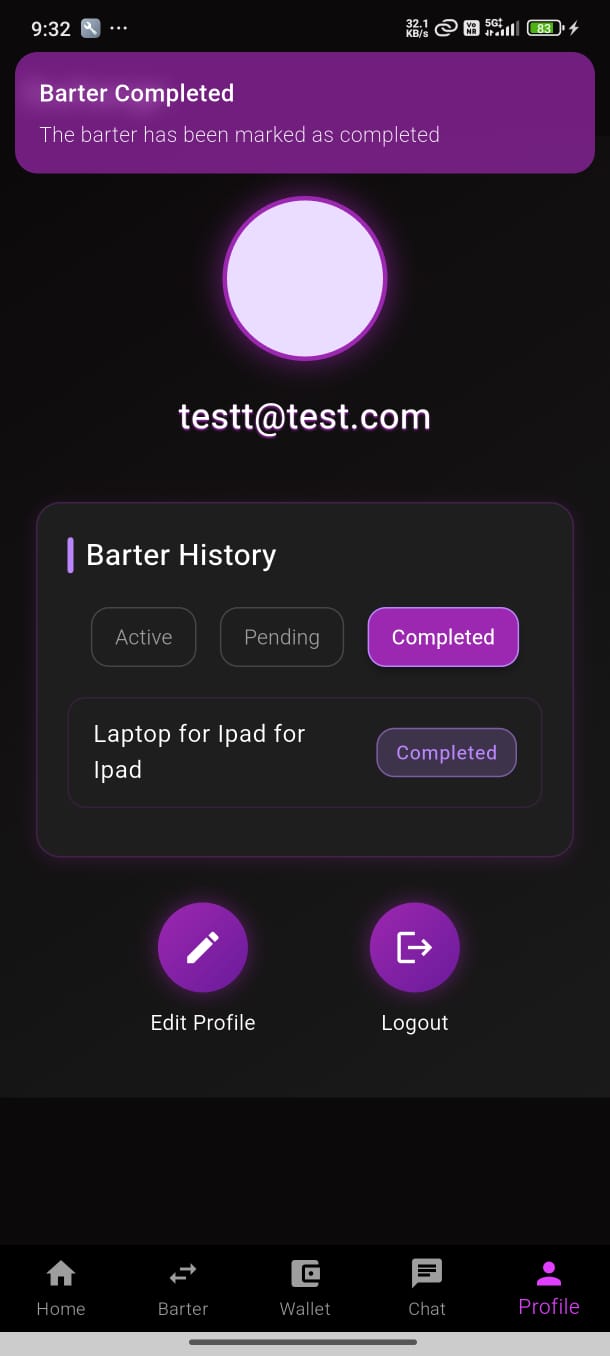 9:32
32.1
KB/s
Vo
NR
5G
83
Barter Completed
The barter has been marked as completed
testt@test.com
Barter History
Active
Pending
Completed
Laptop for Ipad for
Ipad
Completed
Edit Profile
Logout
Home
Barter
Wallet
Chat
Profile